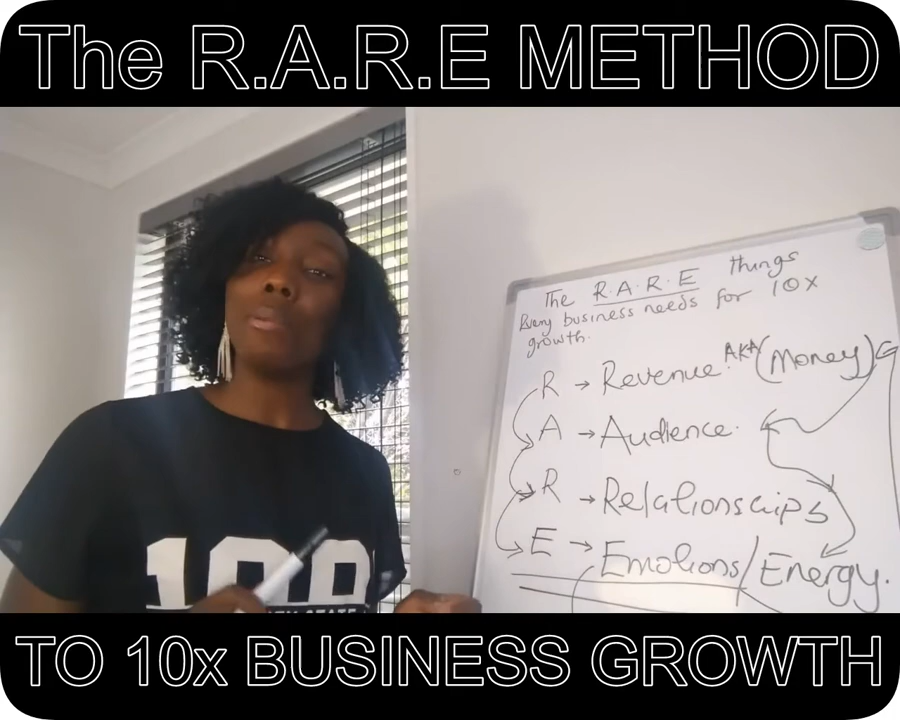 The R.A.R.E METHOD
The R.A.R.E things
Every business needs for 10x
growth.
R → Revenue. AKA (Money)
A → Audience.
R → Relationships
E → Emotions/Energy.
TO 10x BUSINESS GROWTH